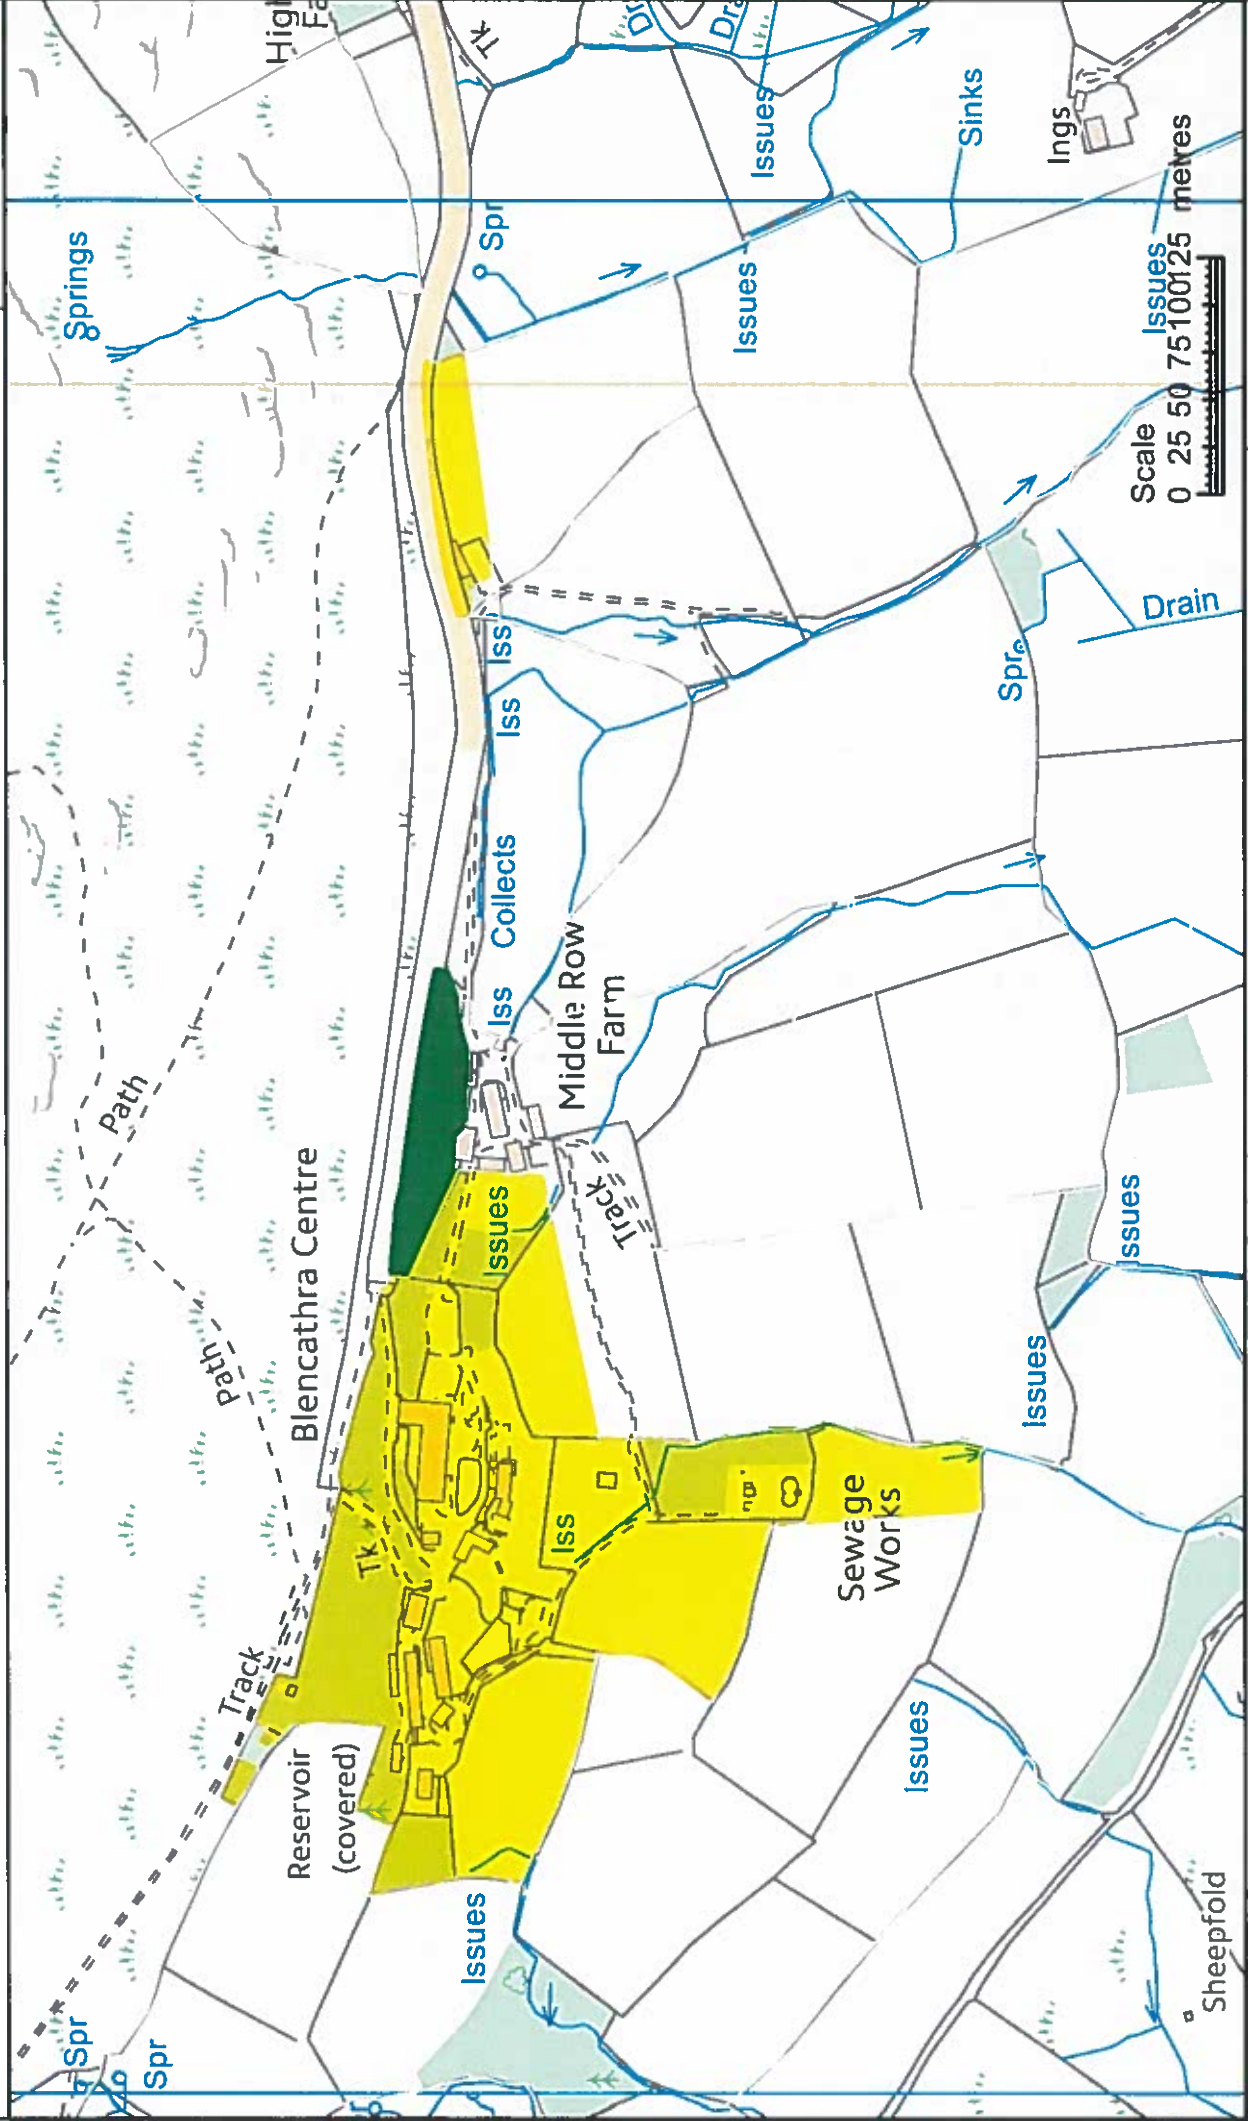 Spr
Spr
Track
Reservoir
(covered)
Issues
Sheepfold
Issues
Tk
Path
Blencathra Centre
Path
Iss
Sewage
Works
Issues
Track
Issues
Issues
Middle Row
Farm
Iss
Collects
Iss
Iss
Spr
Drain
Springs
Spr
Issues
Issues
Scale
0 25 50 75 100 125 metres
Sinks
Ings
Issues
Tk